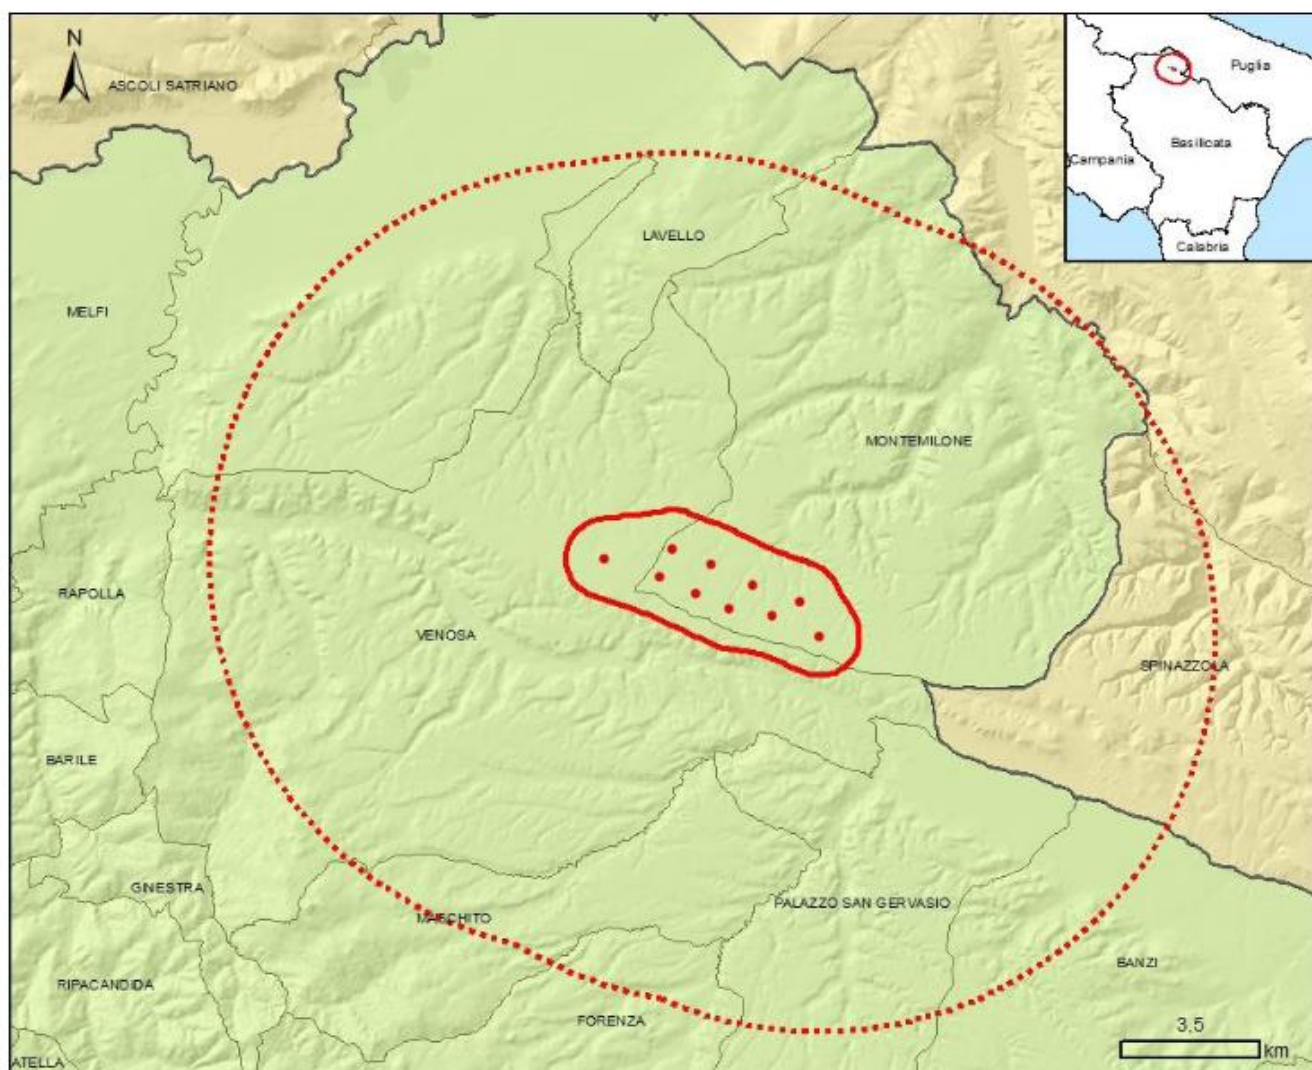 N
ASCOLI SATRIANO
Puglia
Basilicata
Campania
Calabria
LAVELLO
MELFI
MONTEMILONE
RAPOLLA
VENOSA
SPINAZZOLA
BARILE
GINESTRA
MASCHITO
PALAZZO SAN GERVASIO
BANZI
RIPACANDIDA
FORENZA
3,5
km
ATELLA